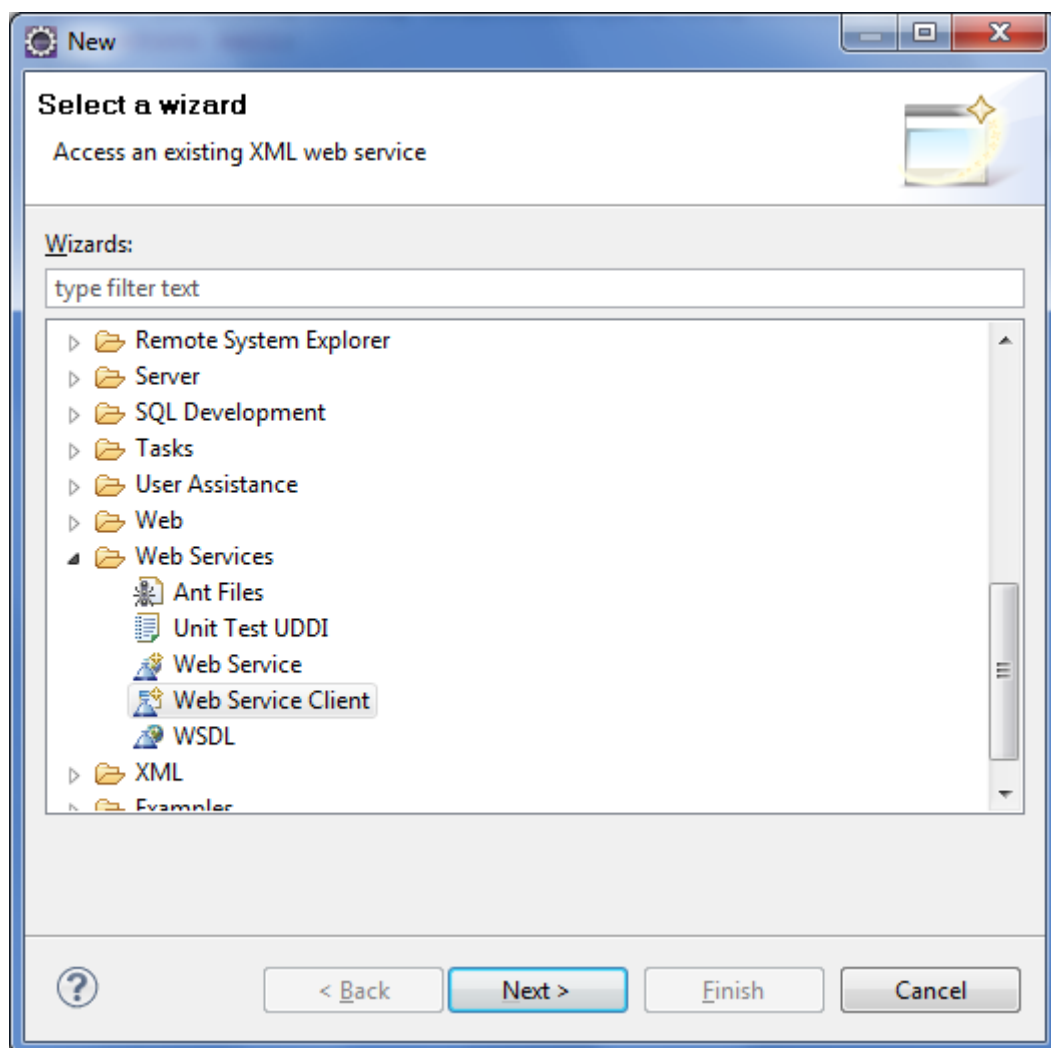 New
Select a wizard
Access an existing XML web service
Wizards:
type filter text
Remote System Explorer
Server
SQL Development
Tasks
User Assistance
Web
Web Services
Ant Files
Unit Test UDDI
Web Service
Web Service Client
WSDL
XML
Examples
< Back Next > Finish Cancel